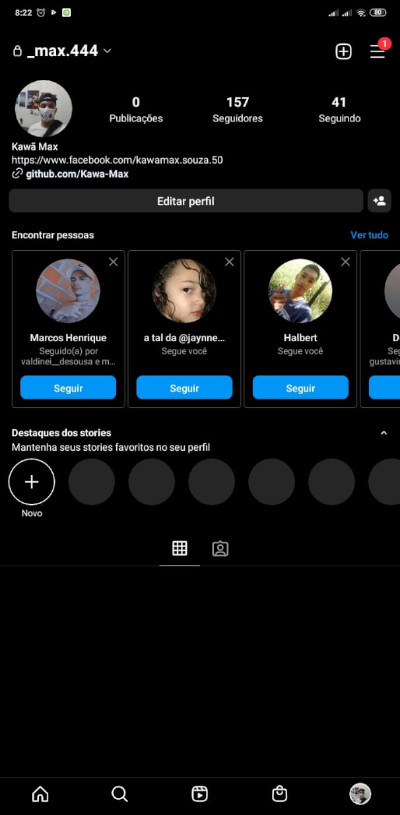 8:22
80
_max.444
1
0
157
41
Publicações
Seguidores
Seguindo
Kawã Max
https://www.facebook.com/kawamax.souza.50
github.com/Kawa-Max
Editar perfil
Encontrar pessoas
Ver tudo
Marcos Henrique
Seguido(a) por
valdinei__desousa e m...
Seguir
a tal da @jaynne...
Segue você
Seguir
Halbert
Segue você
Seguir
D
Seg
gustavi
Destaques dos stories
Mantenha seus stories favoritos no seu perfil
Novo